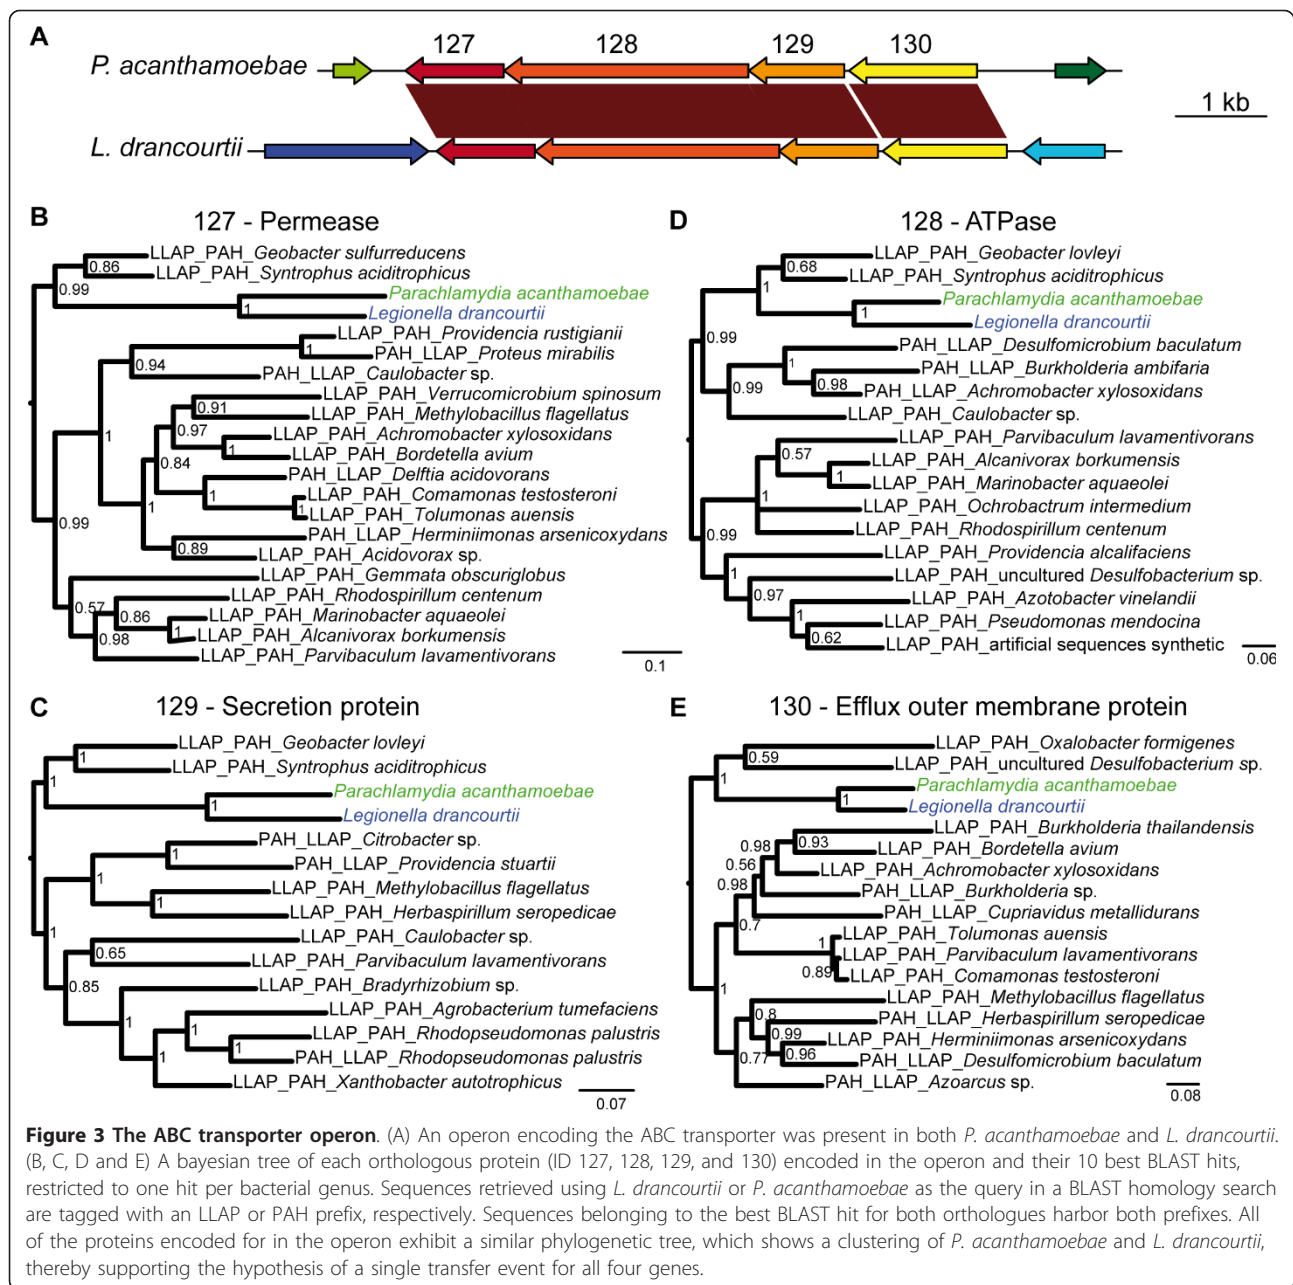 A
127 128 129 130
P. acanthamoebae
1 kb
L. drancourtii
B
127 - Permease
LLAP_PAH_Geobacter sulfurreducens
0.86
LLAP_PAH_Syntrophus aciditrophicus
0.99
Parachlamydia acanthamoebae
1
Legionella drancourtii
LLAP_PAH_Providencia rustigianii
1
PAH_LLAP_Proteus mirabilis
0.94
PAH_LLAP_Caulobacter sp.
LLAP_PAH_Verrucomicrobium spinosum
0.91
LLAP_PAH_Methylobacillus flagellatus
1
0.97
LLAP_PAH_Achromobacter xylosoxidans
1
LLAP_PAH_Bordetella avium
0.84
PAH_LLAP_Delftia acidovorans
1
LLAP_PAH_Comamonas testosteroni
1
1
LLAP_PAH_Tolumonas auensis
0.99
PAH_LLAP_Herminiimonas arsenicoxydans
0.89
LLAP_PAH_Acidovorax sp.
LLAP_PAH_Gemmata obscuriglobus
0.57
LLAP_PAH_Rhodospirillum centenum
0.86
LLAP_PAH_Marinobacter aquaeolei
1
0.98
LLAP_PAH_Alcanivorax borkumensis
LLAP_PAH_Parvibaculum lavamentivorans
0.1
D
128 - ATPase
LLAP_PAH_Geobacter lovleyi
0.68
LLAP_PAH_Syntrophus aciditrophicus
1
Parachlamydia acanthamoebae
1
Legionella drancourtii
0.99
PAH_LLAP_Desulfomicrobium baculatum
1
PAH_LLAP_Burkholderia ambifaria
0.99
0.98
PAH_LLAP_Achromobacter xylosoxidans
LLAP_PAH_Caulobacter sp.
LLAP_PAH_Parvibaculum lavamentivorans
0.57
LLAP_PAH_Alcanivorax borkumensis
1
LLAP_PAH_Marinobacter aquaeolei
1
LLAP_PAH_Ochrobactrum intermedium
LLAP_PAH_Rhodospirillum centenum
0.99
LLAP_PAH_Providencia alcalifaciens
1
LLAP_PAH_uncultured Desulfobacterium sp.
0.97
LLAP_PAH_Azotobacter vinelandii
1
LLAP_PAH_Pseudomonas mendocina
0.62
LLAP_PAH_artificial sequences synthetic
0.06
C
129 - Secretion protein
LLAP_PAH_Geobacter lovleyi
1
LLAP_PAH_Syntrophus aciditrophicus
1
Parachlamydia acanthamoebae
1
Legionella drancourtii
PAH_LLAP_Citrobacter sp.
1
PAH_LLAP_Providencia stuartii
1
LLAP_PAH_Methylobacillus flagellatus
1
LLAP_PAH_Herbaspirillum seropedicae
1
LLAP_PAH_Caulobacter sp.
0.65
LLAP_PAH_Parvibaculum lavamentivorans
0.85
LLAP_PAH_Bradyrhizobium sp.
1
LLAP_PAH_Agrobacterium tumefaciens
1
LLAP_PAH_Rhodopseudomonas palustris
1
PAH_LLAP_Rhodopseudomonas palustris
1
LLAP_PAH_Xanthobacter autotrophicus
0.07
E
130 - Efflux outer membrane protein
LLAP_PAH_Oxalobacter formigenes
0.59
LLAP_PAH_uncultured Desulfobacterium sp.
1
Parachlamydia acanthamoebae
1
Legionella drancourtii
LLAP_PAH_Burkholderia thailandensis
0.93
0.98
LLAP_PAH_Bordetella avium
0.56
LLAP_PAH_Achromobacter xylosoxidans
0.98
PAH_LLAP_Burkholderia sp.
PAH_LLAP_Cupriavidus metallidurans
0.7
LLAP_PAH_Tolumonas auensis
1
LLAP_PAH_Parvibaculum lavamentivorans
0.89
LLAP_PAH_Comamonas testosteroni
1
LLAP_PAH_Methylobacillus flagellatus
0.8
PAH_LLAP_Herbaspirillum seropedicae
0.99
LLAP_PAH_Herminiimonas arsenicoxydans
0.96
0.77
PAH_LLAP_Desulfomicrobium baculatum
PAH_LLAP_Azoarcus sp.
0.08
Figure 3 The ABC transporter operon. (A) An operon encoding the ABC transporter was present in both P. acanthamoebae and L. drancourtii.
(B, C, D and E) A bayesian tree of each orthologous protein (ID 127, 128, 129, and 130) encoded in the operon and their 10 best BLAST hits,
restricted to one hit per bacterial genus. Sequences retrieved using L. drancourtii or P. acanthamoebae as the query in a BLAST homology search
are tagged with an LLAP or PAH prefix, respectively. Sequences belonging to the best BLAST hit for both orthologues harbor both prefixes. All
of the proteins encoded for in the operon exhibit a similar phylogenetic tree, which shows a clustering of P. acanthamoebae and L. drancourtii,
thereby supporting the hypothesis of a single transfer event for all four genes.